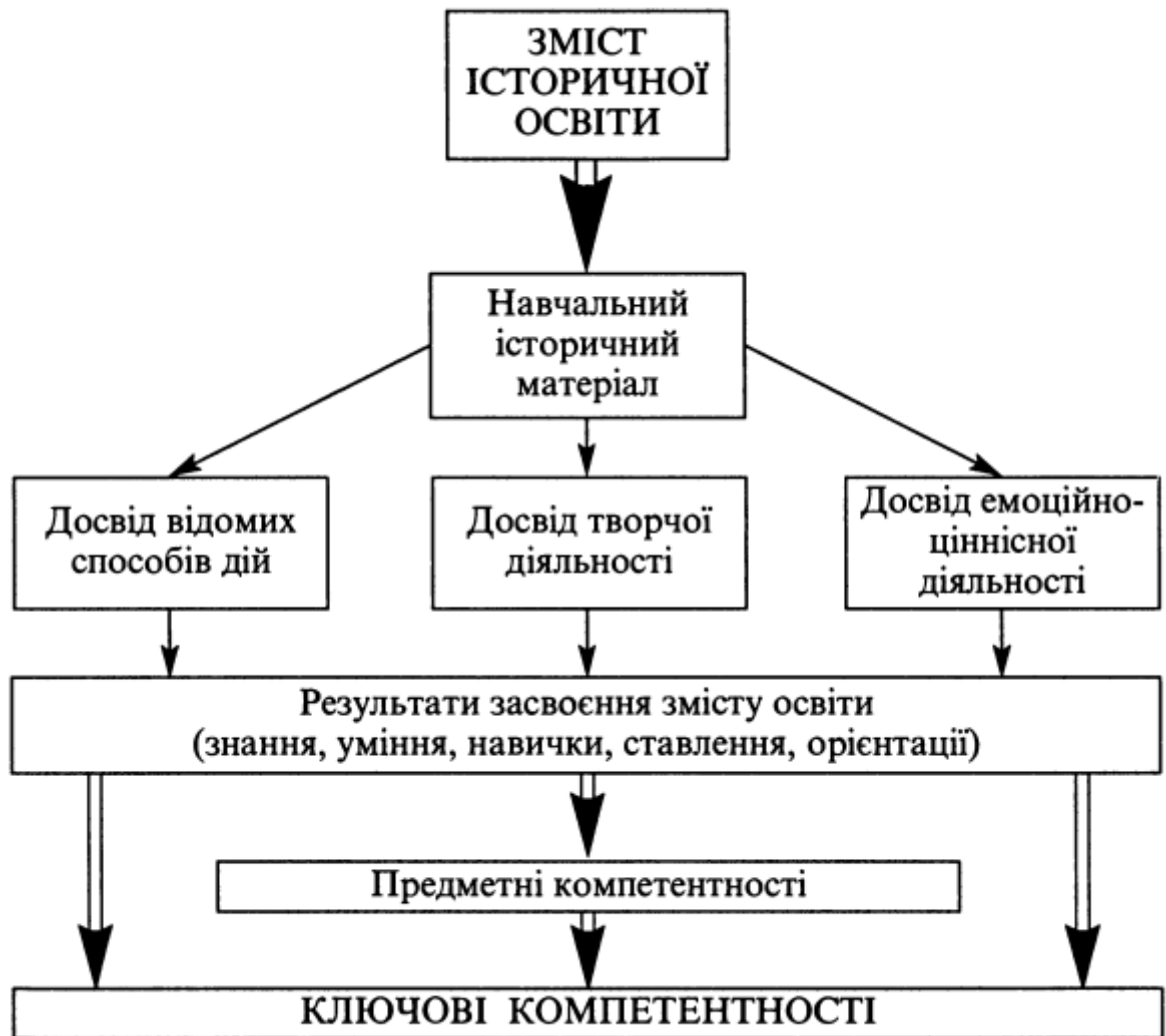 ЗМІСТ
ІСТОРИЧНОЇ
ОСВІТИ
Навчальний
історичний
матеріал
Досвід відомих
способів дій
Досвід творчої
діяльності
Досвід емоційно-
ціннісної
діяльності
Результати засвоєння змісту освіти
(знання, уміння, навички, ставлення, орієнтації)
Предметні компетентності
КЛЮЧОВІ КОМПЕТЕНТНОСТІ